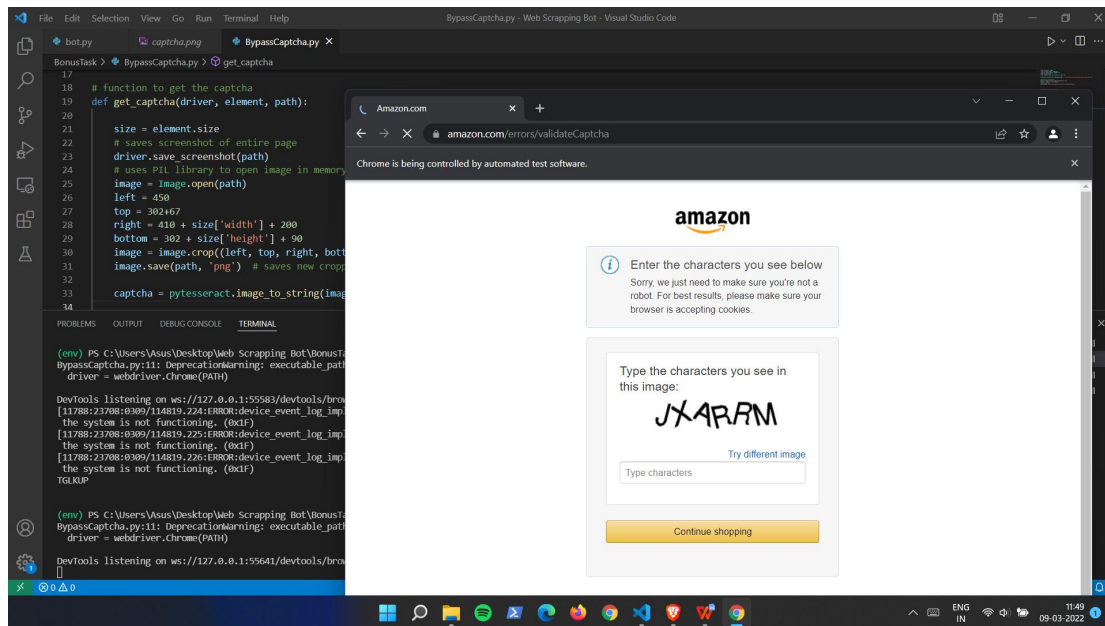 File Edit Selection View Go Run Terminal Help
BypassCaptcha.py - Web Scrapping Bot - Visual Studio Code
bot.py
captcha.png
BypassCaptcha.py
BonusTask > BypassCaptcha.py > get_captcha
17
18 # function to get the captcha
19 def get_captcha(driver, element, path):
20
21 size = element.size
22 # saves screenshot of entire page
23 driver.save_screenshot(path)
24 # uses PIL library to open image in memory
25 image = Image.open(path)
26 left = 450
27 top = 302+67
28 right = 410 + size['width'] + 200
29 bottom = 302 + size['height'] + 90
30 image = image.crop((left, top, right, bott
31 image.save(path, 'png') # saves new cropp
32
33 captcha = pytesseract.image_to_string(imag
34
PROBLEMS OUTPUT DEBUG CONSOLE TERMINAL
(env) PS C:\Users\Asus\Desktop\Web Scrapping Bot\BonusTa
BypassCaptcha.py:11: DeprecationWarning: executable_path
driver = webdriver.Chrome(PATH)
DevTools listening on ws://127.0.0.1:55583/devtools/brow
[11788:23708:0309/114819.224:ERROR:device_event_log_impl
the system is not functioning. (0x1F)
[11788:23708:0309/114819.225:ERROR:device_event_log_impl
the system is not functioning. (0x1F)
[11788:23708:0309/114819.226:ERROR:device_event_log_impl
the system is not functioning. (0x1F)
TGLKUP
(env) PS C:\Users\Asus\Desktop\Web Scrapping Bot\BonusTa
BypassCaptcha.py:11: DeprecationWarning: executable_path
driver = webdriver.Chrome(PATH)
DevTools listening on ws://127.0.0.1:55641/devtools/brow
0 0
Amazon.com
amazon.com/errors/validateCaptcha
Chrome is being controlled by automated test software.
amazon
Enter the characters you see below
Sorry, we just need to make sure you're not a
robot. For best results, please make sure your
browser is accepting cookies.
Type the characters you see in
this image:
JXARRM
Try different image
Type characters
Continue shopping
ENG
IN
11:49
09-03-2022
1